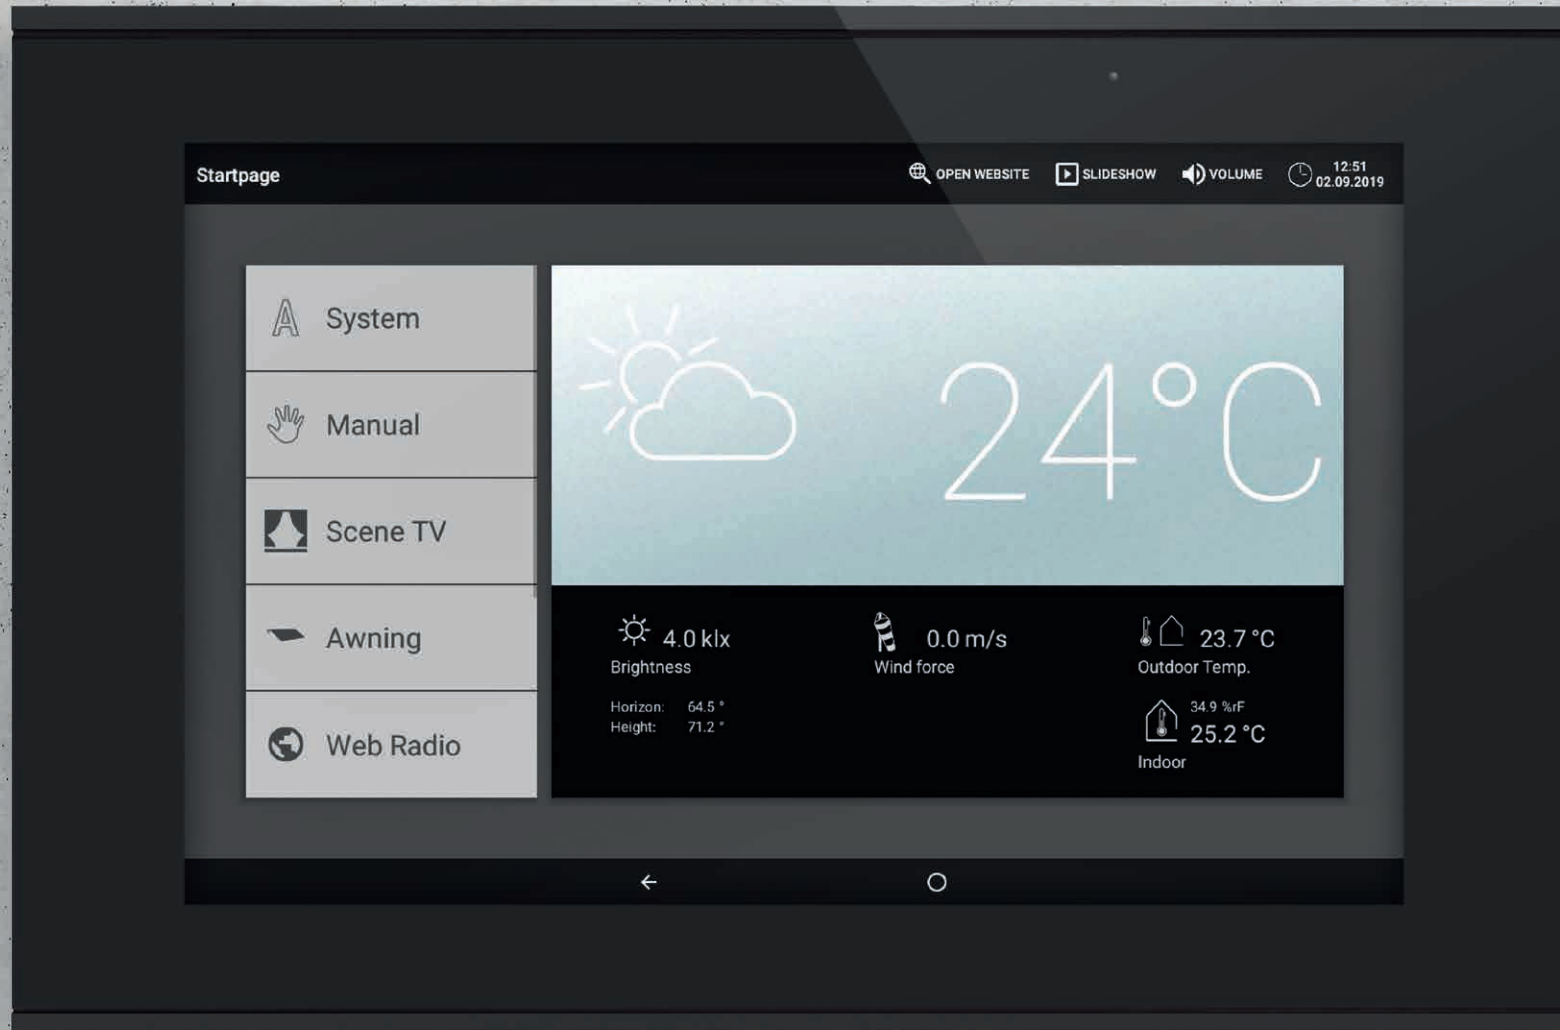 Startpage
OPEN WEBSITE
SLIDESHOW
VOLUME
12:51
02.09.2019
System
Manual
Scene TV
Awning
Web Radio
24°C
4.0 klx
Brightness
Horizon: 64.5 °
Height: 71.2 °
0.0 m/s
Wind force
23.7 °C
Outdoor Temp.
34.9 %rF
25.2 °C
Indoor